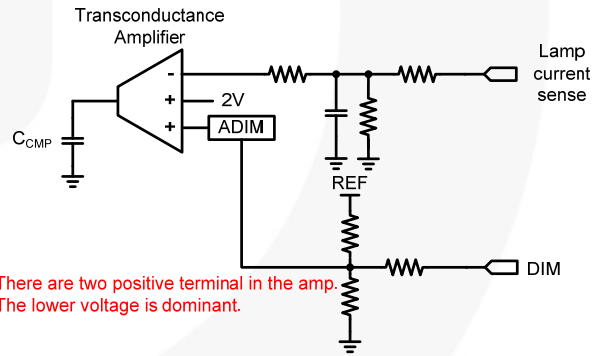 Transconductance
Amplifier
Lamp
current
sense
-
+
2V
+
ADIM
CCMP
REF
DIM
There are two positive terminal in the amp.
The lower voltage is dominant.